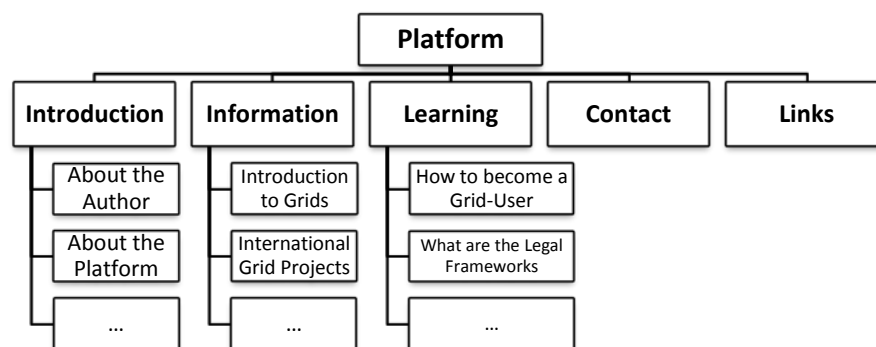 Platform
Introduction
Information
Learning
Contact
Links
About the
Author
Introduction
to Grids
How to become a
Grid-User
About the
Platform
International
Grid Projects
What are the Legal
Frameworks
...
...
...